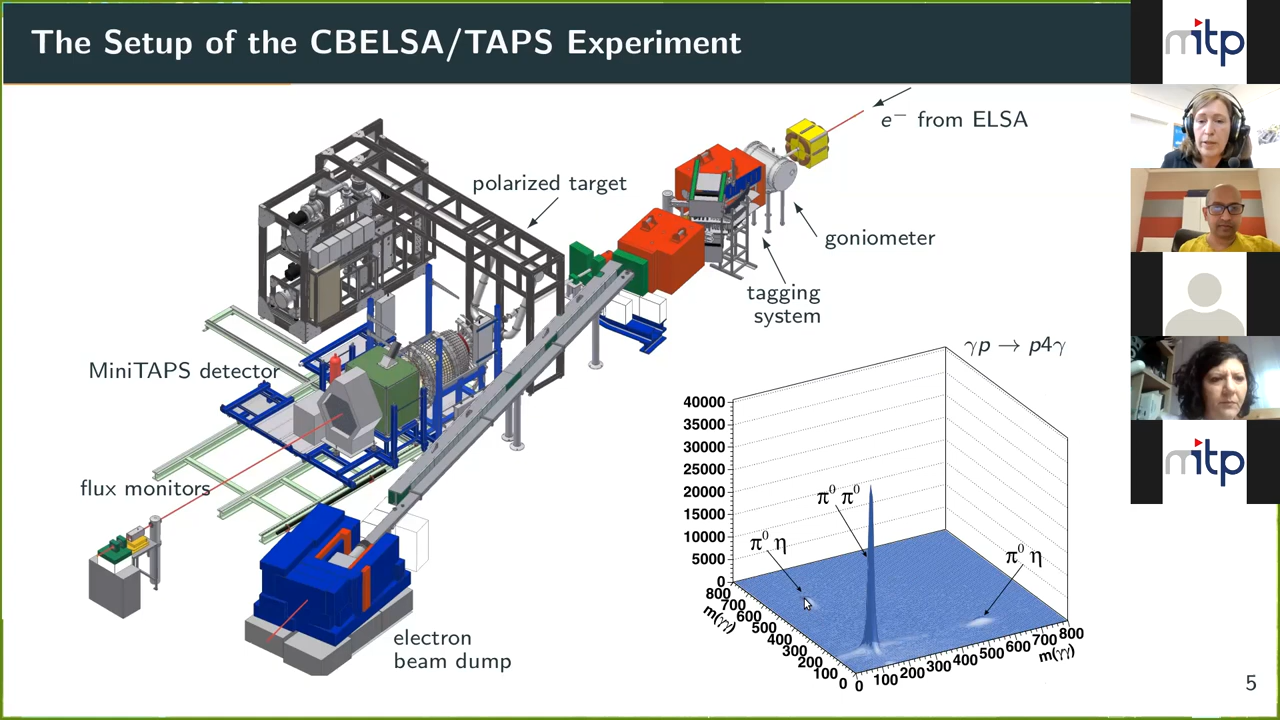 The Setup of the CBELSA/TAPS Experiment
mitp
e⁻ from ELSA
polarized target
goniometer
tagging
system
MiniTAPS detector
γp → p4γ
flux monitors
electron
beam dump
40000
35000
30000
25000
20000
15000
10000
5000
0
π⁰ π⁰
π⁰ η
π⁰ η
800
700
600
500
400
300
200
100
0
m(γγ)
0
100
200
300
400
500
600
700
800
m(γγ)
mitp
5